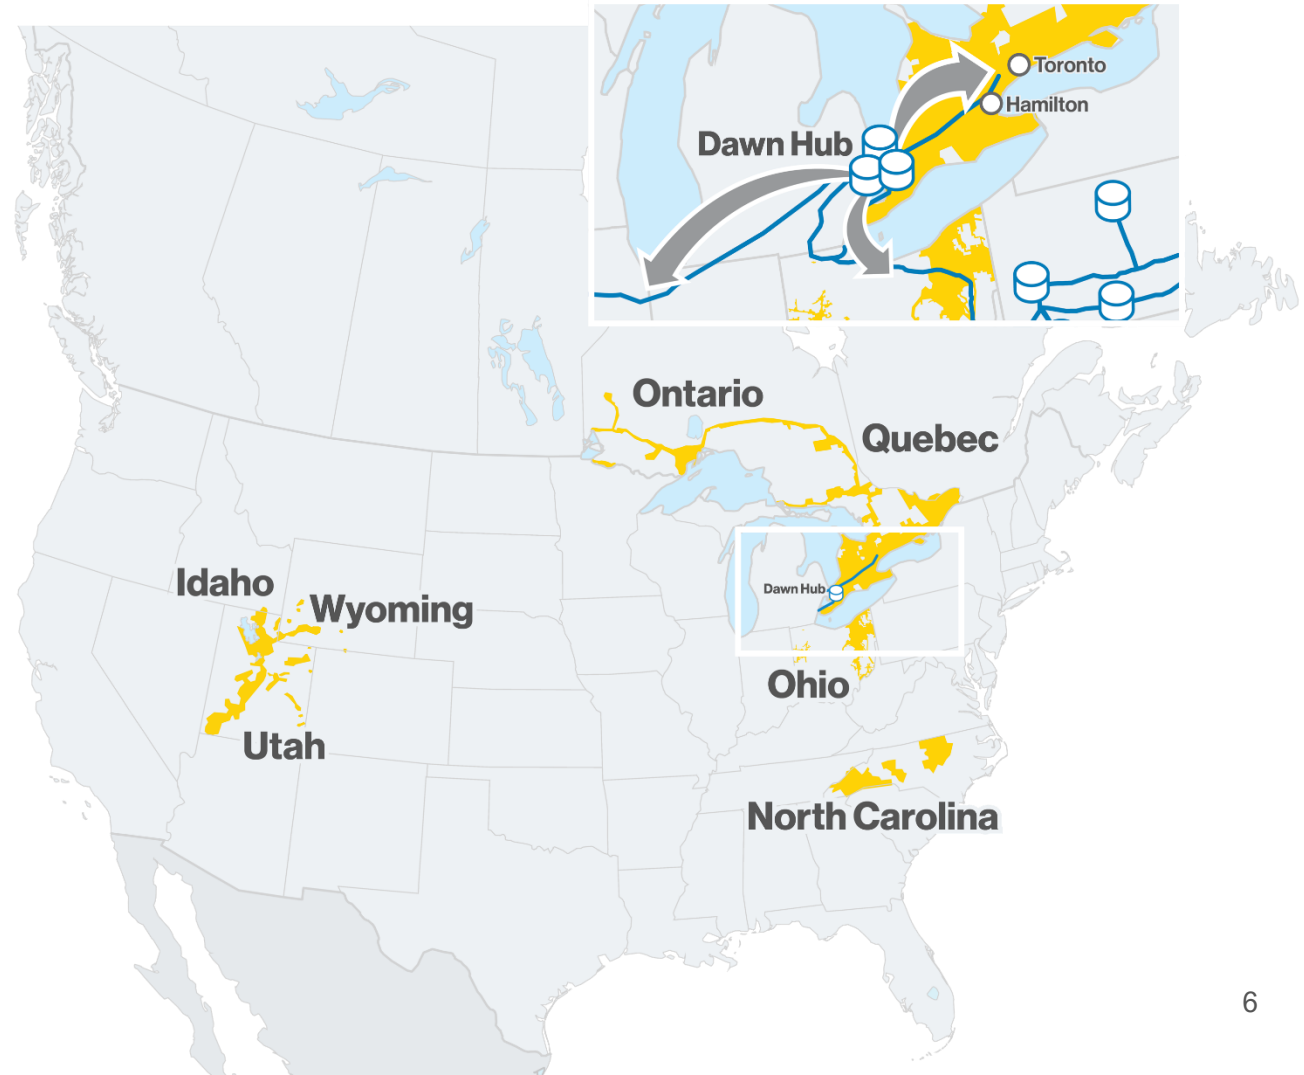 Toronto
Hamilton
Dawn Hub
Ontario
Quebec
Idaho
Wyoming
Dawn Hub
Ohio
Utah
North Carolina
6